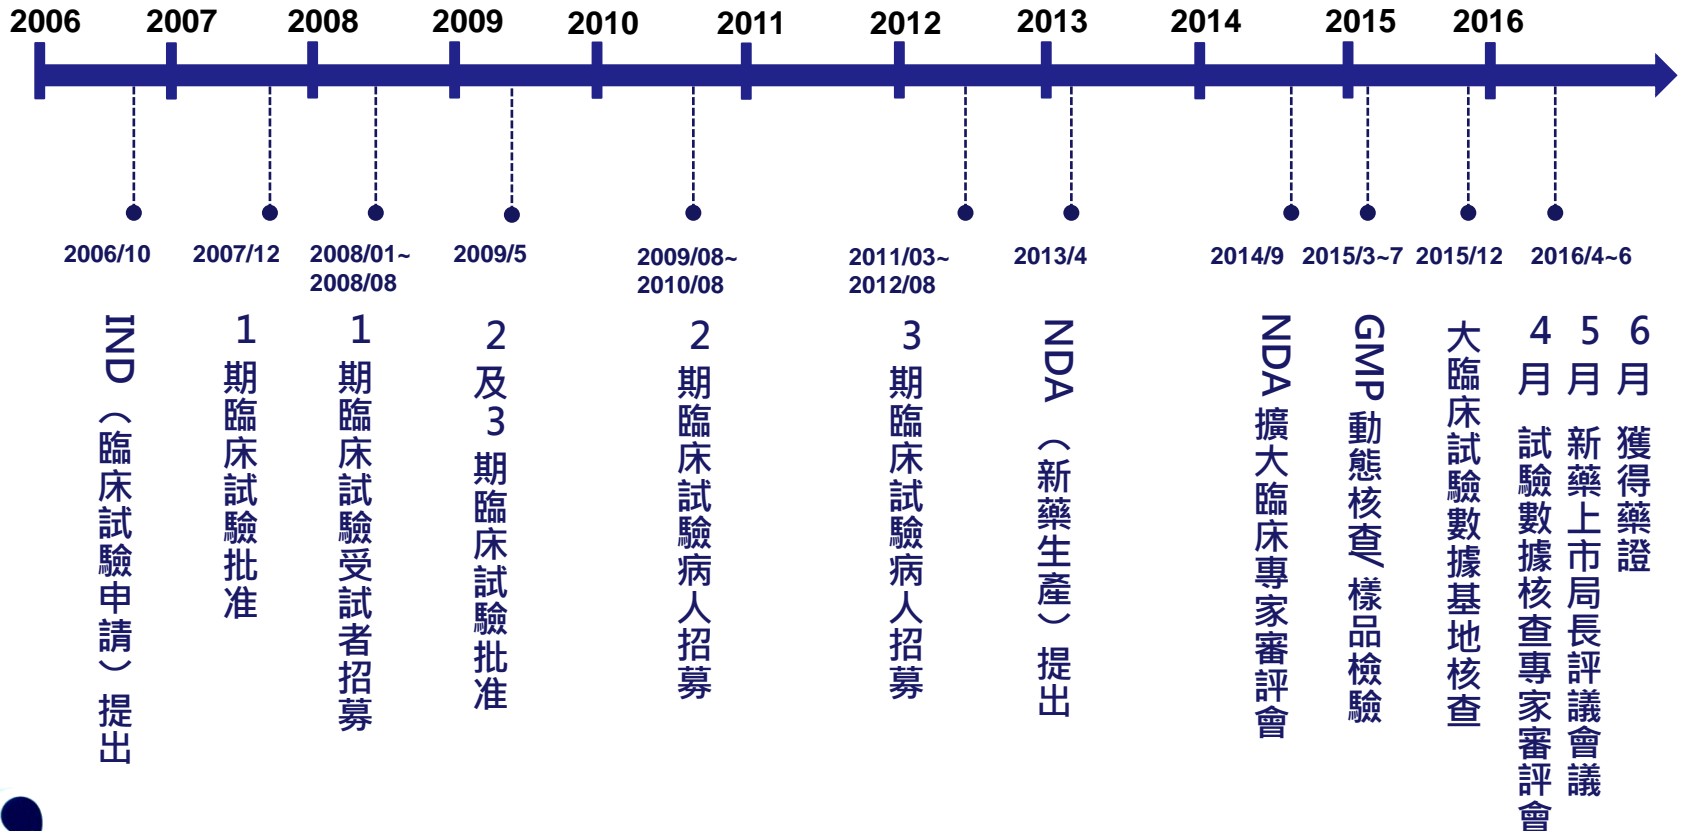 2006 2007 2008 2009 2010 2011 2012 2013 2014 2015 2016
2006/10
IND（臨床試驗申請）提出
2007/12
1期臨床試驗批准
2008/01~
2008/08
1期臨床試驗受試者招募
2009/5
2及3期臨床試驗批准
2009/08~
2010/08
2期臨床試驗病人招募
2011/03~
2012/08
3期臨床試驗病人招募
2013/4
NDA（新藥生產）提出
2014/9
NDA擴大臨床專家審評會
2015/3~7
GMP動態核查/樣品檢驗
2015/12
大臨床試驗數據基地核查
2016/4~6
4月 試驗數據核查專家審評會
5月 新藥上市局長評議會議
6月 獲得藥證